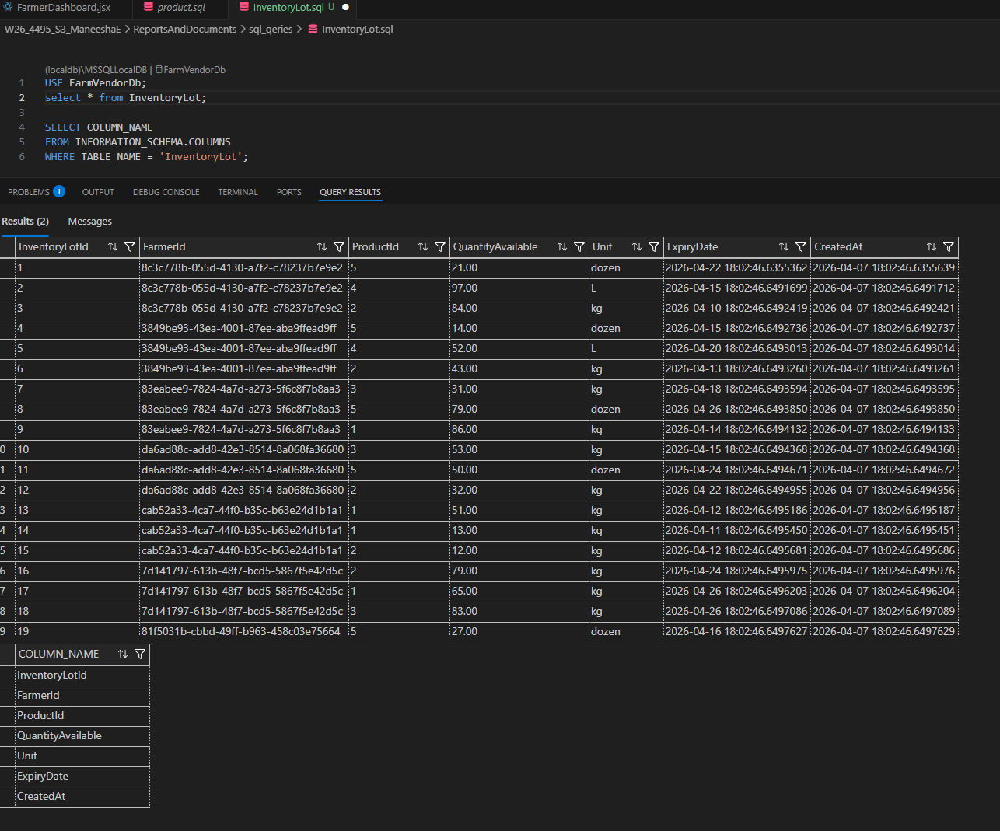 FarmerDashboard.jsx product.sql InventoryLot.sql U
W26_4495_S3_ManeeshaE > ReportsAndDocuments > sql_qeries > InventoryLot.sql
(localdb)\MSSQLLocalDB | FarmVendorDb
1 USE FarmVendorDb;
2 select * from InventoryLot;
3
4 SELECT COLUMN_NAME
5 FROM INFORMATION_SCHEMA.COLUMNS
6 WHERE TABLE_NAME = 'InventoryLot';
PROBLEMS 1 OUTPUT DEBUG CONSOLE TERMINAL PORTS QUERY RESULTS
Results (2) Messages
InventoryLotId FarmerId ProductId QuantityAvailable Unit ExpiryDate CreatedAt
1 8c3c778b-055d-4130-a7f2-c78237b7e9e2 5 21.00 dozen 2026-04-22 18:02:46.6355362 2026-04-07 18:02:46.6355639
2 8c3c778b-055d-4130-a7f2-c78237b7e9e2 4 97.00 L 2026-04-15 18:02:46.6491699 2026-04-07 18:02:46.6491712
3 8c3c778b-055d-4130-a7f2-c78237b7e9e2 2 84.00 kg 2026-04-10 18:02:46.6492419 2026-04-07 18:02:46.6492421
4 3849be93-43ea-4001-87ee-aba9ffead9ff 5 14.00 dozen 2026-04-15 18:02:46.6492736 2026-04-07 18:02:46.6492737
5 3849be93-43ea-4001-87ee-aba9ffead9ff 4 52.00 L 2026-04-20 18:02:46.6493013 2026-04-07 18:02:46.6493014
6 3849be93-43ea-4001-87ee-aba9ffead9ff 2 43.00 kg 2026-04-13 18:02:46.6493260 2026-04-07 18:02:46.6493261
7 83eabee9-7824-4a7d-a273-5f6c8f7b8aa3 3 31.00 kg 2026-04-18 18:02:46.6493594 2026-04-07 18:02:46.6493595
8 83eabee9-7824-4a7d-a273-5f6c8f7b8aa3 5 79.00 dozen 2026-04-26 18:02:46.6493850 2026-04-07 18:02:46.6493850
9 83eabee9-7824-4a7d-a273-5f6c8f7b8aa3 1 86.00 kg 2026-04-14 18:02:46.6494132 2026-04-07 18:02:46.6494133
0 10 da6ad88c-add8-42e3-8514-8a068fa36680 3 53.00 kg 2026-04-15 18:02:46.6494368 2026-04-07 18:02:46.6494368
1 11 da6ad88c-add8-42e3-8514-8a068fa36680 5 50.00 dozen 2026-04-24 18:02:46.6494671 2026-04-07 18:02:46.6494672
2 12 da6ad88c-add8-42e3-8514-8a068fa36680 2 32.00 kg 2026-04-22 18:02:46.6494955 2026-04-07 18:02:46.6494956
3 13 cab52a33-4ca7-44f0-b35c-b63e24d1b1a1 1 51.00 kg 2026-04-12 18:02:46.6495186 2026-04-07 18:02:46.6495187
4 14 cab52a33-4ca7-44f0-b35c-b63e24d1b1a1 1 13.00 kg 2026-04-11 18:02:46.6495450 2026-04-07 18:02:46.6495451
5 15 cab52a33-4ca7-44f0-b35c-b63e24d1b1a1 2 12.00 kg 2026-04-12 18:02:46.6495681 2026-04-07 18:02:46.6495686
6 16 7d141797-613b-48f7-bcd5-5867f5e42d5c 2 79.00 kg 2026-04-24 18:02:46.6495975 2026-04-07 18:02:46.6495976
7 17 7d141797-613b-48f7-bcd5-5867f5e42d5c 1 65.00 kg 2026-04-26 18:02:46.6496203 2026-04-07 18:02:46.6496204
8 18 7d141797-613b-48f7-bcd5-5867f5e42d5c 3 83.00 kg 2026-04-26 18:02:46.6497086 2026-04-07 18:02:46.6497089
9 19 81f5031b-cbbd-49ff-b963-458c03e75664 5 27.00 dozen 2026-04-16 18:02:46.6497627 2026-04-07 18:02:46.6497629
COLUMN_NAME
InventoryLotId
FarmerId
ProductId
QuantityAvailable
Unit
ExpiryDate
CreatedAt